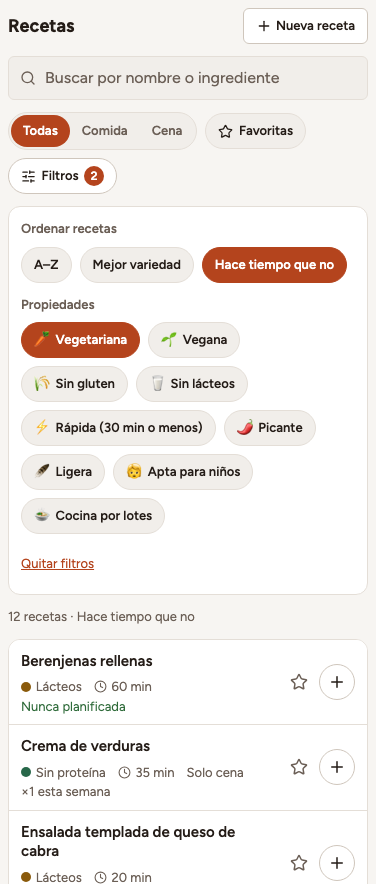 Recetas
Nueva receta
Buscar por nombre o ingrediente
Todas Comida Cena Favoritas
Filtros 2
Ordenar recetas
A–Z Mejor variedad Hace tiempo que no
Propiedades
Vegetariana Vegana
Sin gluten Sin lácteos
Rápida (30 min o menos) Picante
Ligera Apta para niños
Cocina por lotes
Quitar filtros
12 recetas · Hace tiempo que no
Berenjenas rellenas
Lácteos 60 min
Nunca planificada
Crema de verduras
Sin proteína 35 min Solo cena
×1 esta semana
Ensalada templada de queso de
cabra
Lácteos 20 min